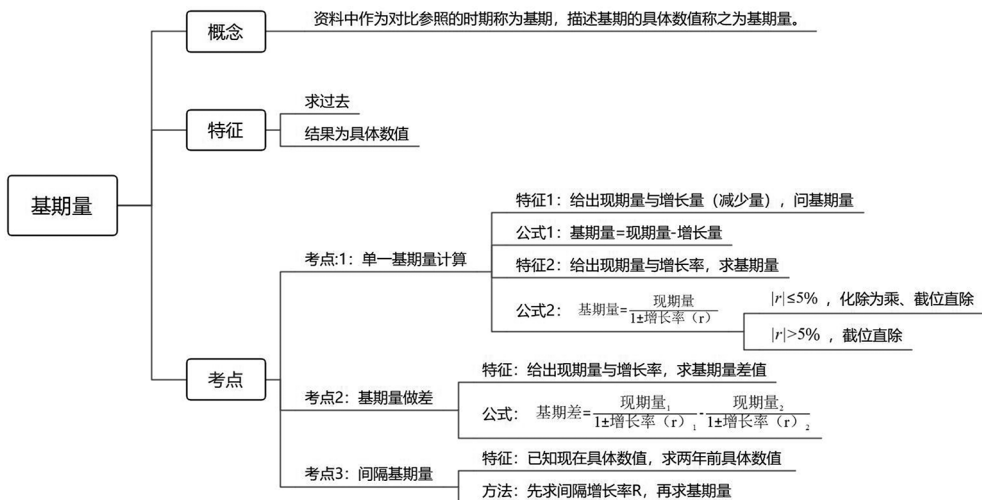 基期量
概念
资料中作为对比参照的时期称为基期，描述基期的具体数值称之为基期量。
特征
求过去
结果为具体数值
考点
考点:1：单一基期量计算
特征1：给出现期量与增长量（减少量），问基期量
公式1：基期量=现期量-增长量
特征2：给出现期量与增长率，求基期量
公式2： 基期量=现期量/1±增长率（r）
|r|≤5% ，化除为乘、截位直除
|r|>5% ，截位直除
考点2：基期量做差
特征：给出现期量与增长率，求基期量差值
公式： 基期差=现期量₁/1±增长率（r）₁-现期量₂/1±增长率（r）₂
考点3：间隔基期量
特征：已知现在具体数值，求两年前具体数值
方法：先求间隔增长率R，再求基期量